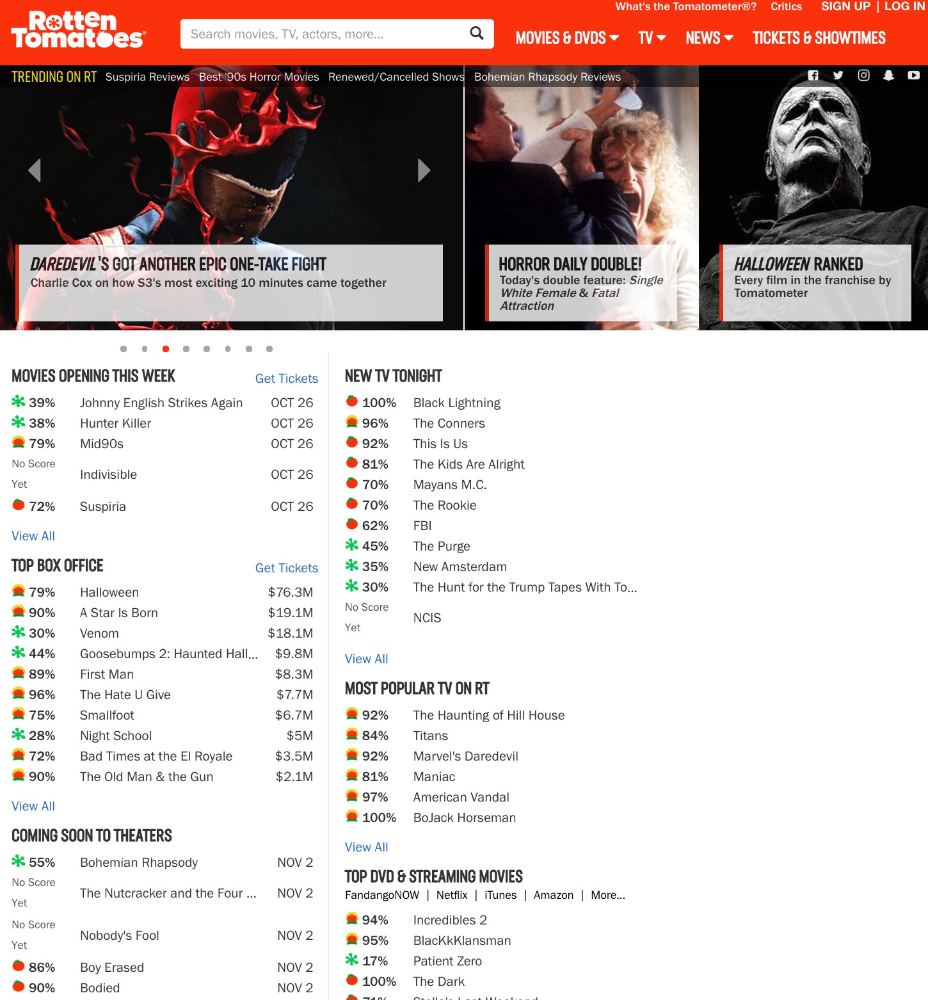 What's the Tomatometer®? Critics SIGN UP | LOG IN
Rotten
Tomatoes®
Search movies, TV, actors, more...
MOVIES & DVDS TV NEWS TICKETS & SHOWTIMES
TRENDING ON RT Suspiria Reviews Best '90s Horror Movies Renewed/Cancelled Shows Bohemian Rhapsody Reviews
DAREDEVIL'S GOT ANOTHER EPIC ONE-TAKE FIGHT
Charlie Cox on how S3's most exciting 10 minutes came together
HORROR DAILY DOUBLE!
Today's double feature: Single
White Female & Fatal
Attraction
HALLOWEEN RANKED
Every film in the franchise by
Tomatometer
MOVIES OPENING THIS WEEK Get Tickets
39% Johnny English Strikes Again OCT 26
38% Hunter Killer OCT 26
79% Mid90s OCT 26
No Score
Yet
Indivisible OCT 26
72% Suspiria OCT 26
View All
TOP BOX OFFICE Get Tickets
79% Halloween $76.3M
90% A Star Is Born $19.1M
30% Venom $18.1M
44% Goosebumps 2: Haunted Hall... $9.8M
89% First Man $8.3M
96% The Hate U Give $7.7M
75% Smallfoot $6.7M
28% Night School $5M
72% Bad Times at the El Royale $3.5M
90% The Old Man & the Gun $2.1M
View All
COMING SOON TO THEATERS
55% Bohemian Rhapsody NOV 2
No Score
Yet
The Nutcracker and the Four ... NOV 2
No Score
Yet
Nobody's Fool NOV 2
86% Boy Erased NOV 2
90% Bodied NOV 2
NEW TV TONIGHT
100% Black Lightning
96% The Conners
92% This Is Us
81% The Kids Are Alright
70% Mayans M.C.
70% The Rookie
62% FBI
45% The Purge
35% New Amsterdam
30% The Hunt for the Trump Tapes With To...
No Score
Yet
NCIS
View All
MOST POPULAR TV ON RT
92% The Haunting of Hill House
84% Titans
92% Marvel's Daredevil
81% Maniac
97% American Vandal
100% BoJack Horseman
View All
TOP DVD & STREAMING MOVIES
FandangoNOW | Netflix | iTunes | Amazon | More...
94% Incredibles 2
95% BlacKkKlansman
17% Patient Zero
100% The Dark
71% Stella's Last Weekend